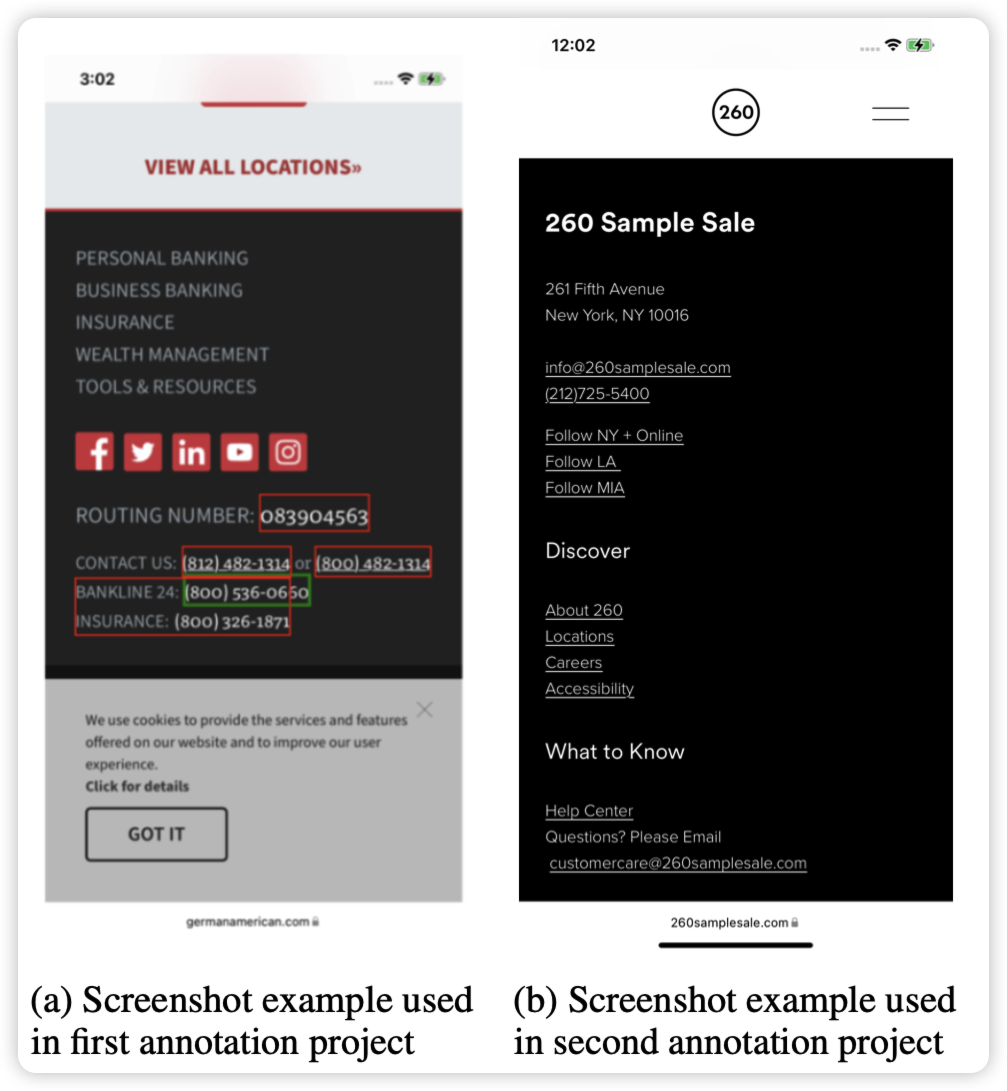 3:02
VIEW ALL LOCATIONS»
PERSONAL BANKING
BUSINESS BANKING
INSURANCE
WEALTH MANAGEMENT
TOOLS & RESOURCES
f in
ROUTING NUMBER: 083904563
CONTACT US: (812) 482-1314 or (800) 482-1314
BANKLINE 24: (800) 536-0660
INSURANCE: (800) 326-1871
We use cookies to provide the services and features
offered on our website and to improve our user
experience.
Click for details
GOT IT
germanamerican.com
(a) Screenshot example used
in first annotation project
12:02
260
260 Sample Sale
261 Fifth Avenue
New York, NY 10016
info@260samplesale.com
(212)725-5400
Follow NY + Online
Follow LA
Follow MIA
Discover
About 260
Locations
Careers
Accessibility
What to Know
Help Center
Questions? Please Email
customercare@260samplesale.com
260samplesale.com
(b) Screenshot example used
in second annotation project